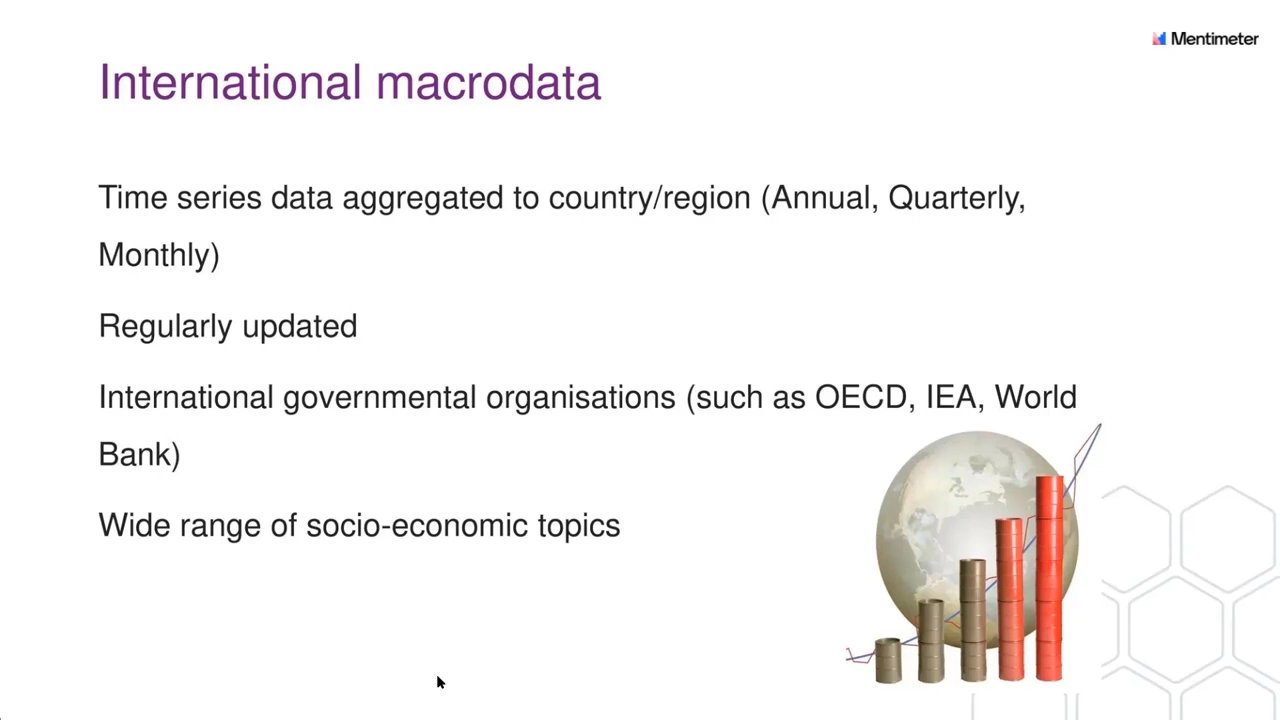 Mentimeter
International macrodata
Time series data aggregated to country/region (Annual, Quarterly,
Monthly)
Regularly updated
International governmental organisations (such as OECD, IEA, World
Bank)
Wide range of socio-economic topics